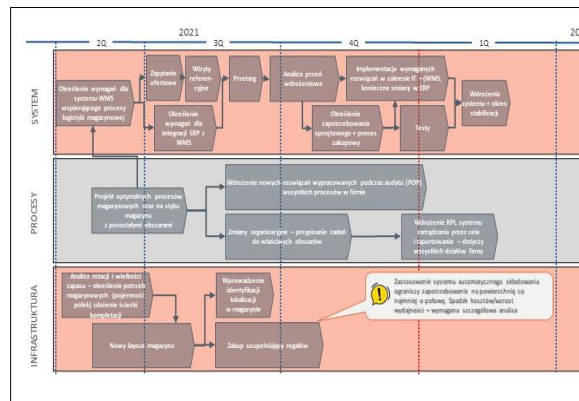 2021
20
2Q
3Q
4Q
1Q
SYSTEM
Określenie wymagań dla
systemu WMS
wspierającego procesy
logistyki magazynowej
Zapytanie
ofertowe
Wizyty
referen-
cyjne
Przetarg
Analiza przed-
wdrożeniowa
Implementacja wymaganych
rozwiązań w zakresie IT – (WMS,
konieczne zmiany w ERP
Wdrożenia
systemu + okres
stabilizacji
Określenie
wymagań dla
integracji ERP z
WMS
Określenie
zapotrzebowania
sprzętowego + proces
zakupowy
Testy
PROCESY
Projekt optymalnych procesów
magazynowych oraz na styku
magazynu
z pozostałymi obszarami
Wdrożenie nowych rozwiązań wypracowanych podczas audytu (POP)
wszystkich procesów w firmie
Zmiany organizacyjne – przypisanie zadań
do właściwych obszarów
Wdrożenie KPI, systemu
zarządzania przez cele
i raportowania – dotyczy
wszystkich działów firmy
INFRASTRUKTURA
Analiza rotacji i wielkości
zapasu – określenie potrzeb
magazynowych (pojemność
półek) ułożenie ścieżki
kompletacji
Wprowadzenie
identyfikacji
lokalizacji
w magazynie
Nowy layout magazynu
Zakup uzupełniający regałów
Zastosowanie systemu automatycznego składowania
ograniczy zapotrzebowanie na powierzchnię co
najmniej o połowę. Spadek kosztów/wzrost
wydajności – wymagana szczegółowa analiza